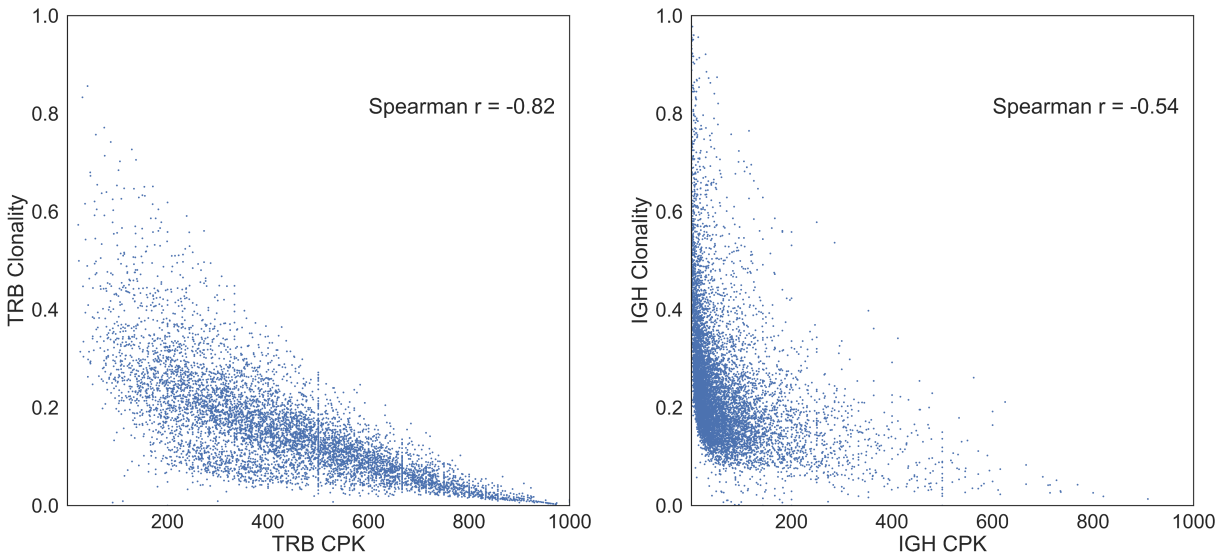 1.0
0.8
0.6
0.4
0.2
0.0
TRB Clonality
Spearman r = -0.82
200 400 600 800 1000
TRB CPK
1.0
0.8
0.6
0.4
0.2
0.0
IGH Clonality
Spearman r = -0.54
200 400 600 800 1000
IGH CPK